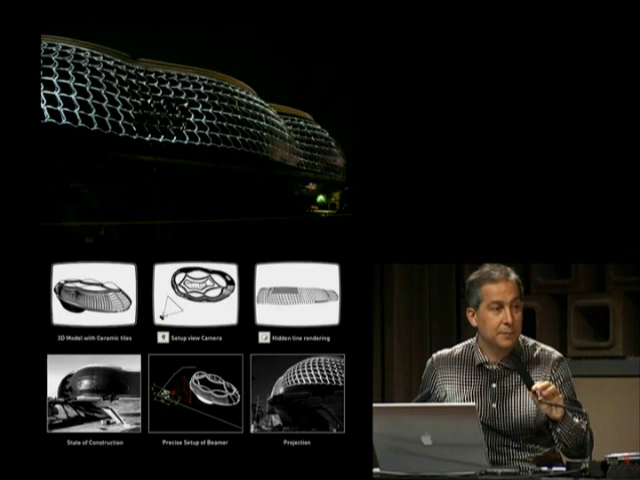 3D Model with Ceramic tiles
Setup view Camera
Hidden line rendering
State of Construction
Precise Setup of Beamer
Projection